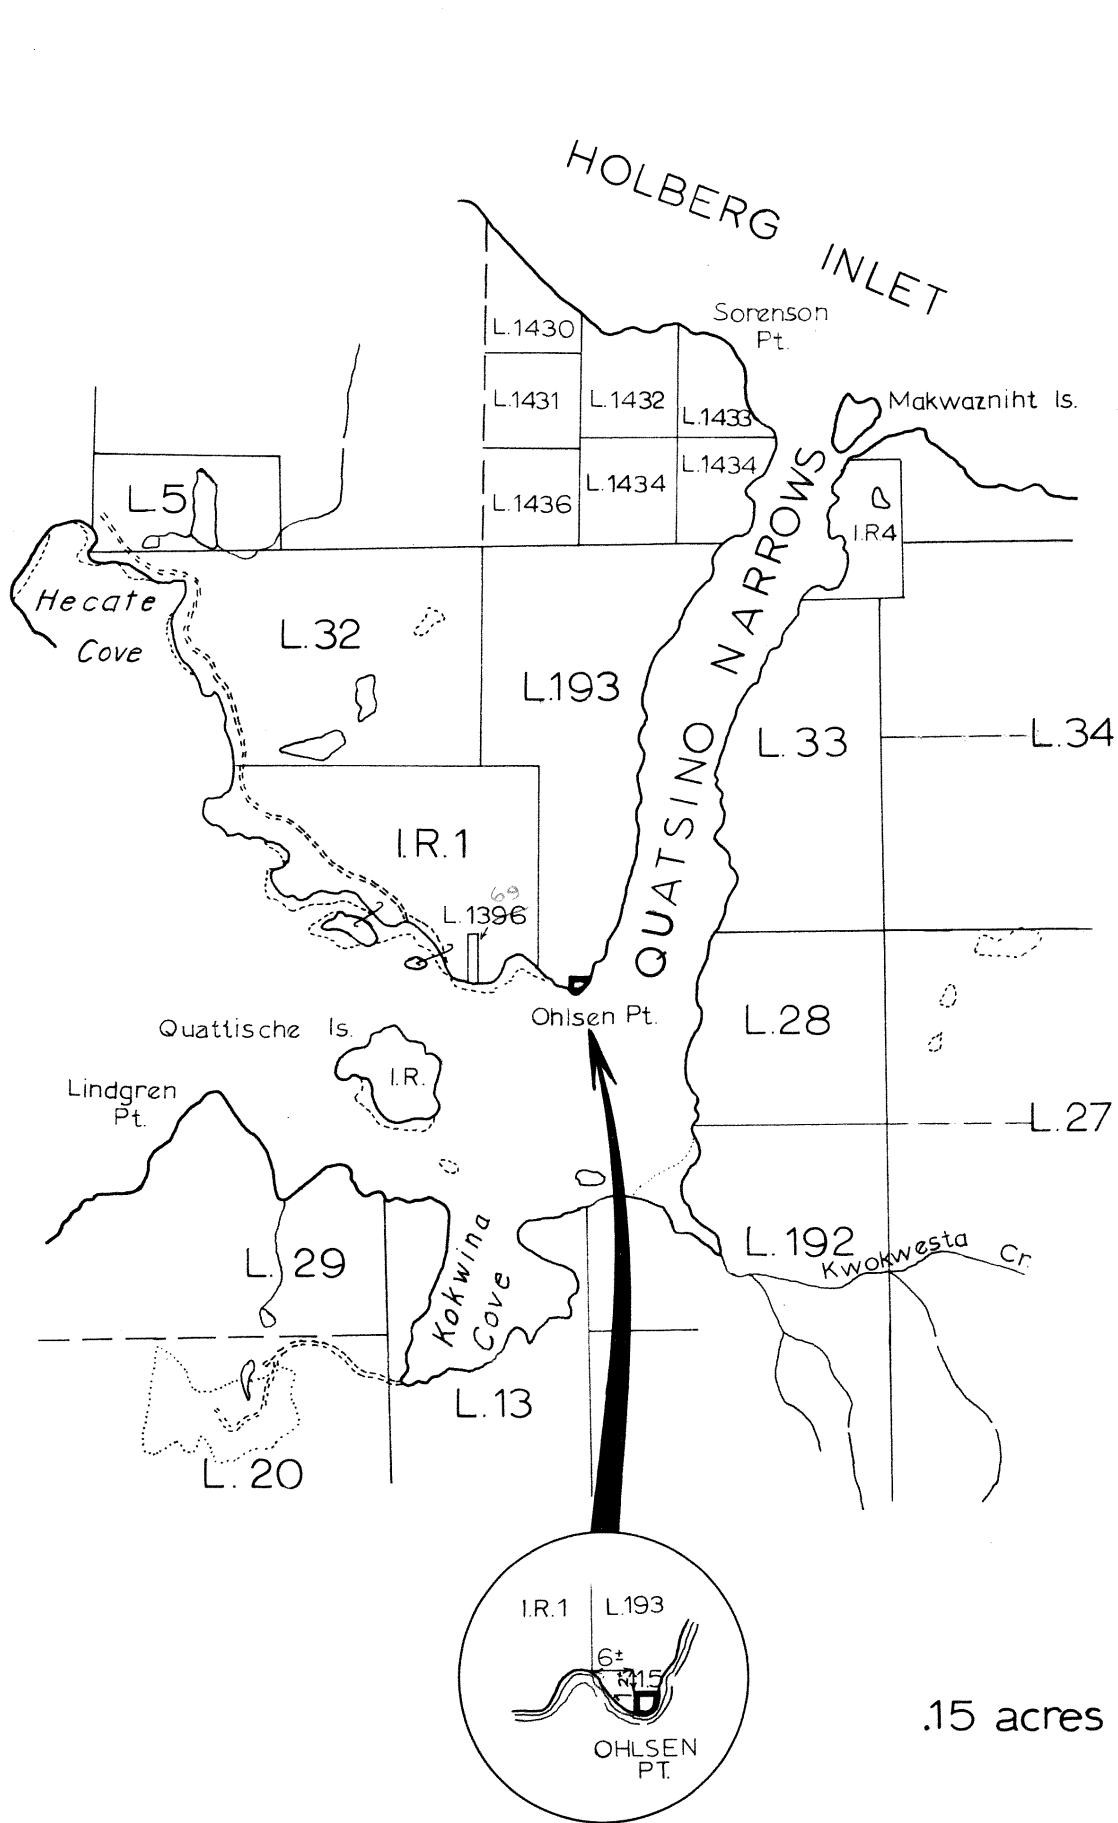 HOLBERG INLET
Sorenson
Pt.
L.1430
L.1431
L.1432
L.1433
Makwazniht Is.
L.1434
L.1434
L.1436
L.5
I.R.4
Hecate
Cove
L.32
L.193
QUATSINO NARROWS
L.33
L.34
I.R.1
69
L.1396
Ohlsen Pt.
L.28
Quattische Is.
I.R.
Lindgren
Pt.
L.27
L.192
Kwokwesta Cr.
L.29
Kokwina
Cove
L.13
L.20
I.R.1
L.193
6±
1.5
OHLSEN
PT.
.15 acres